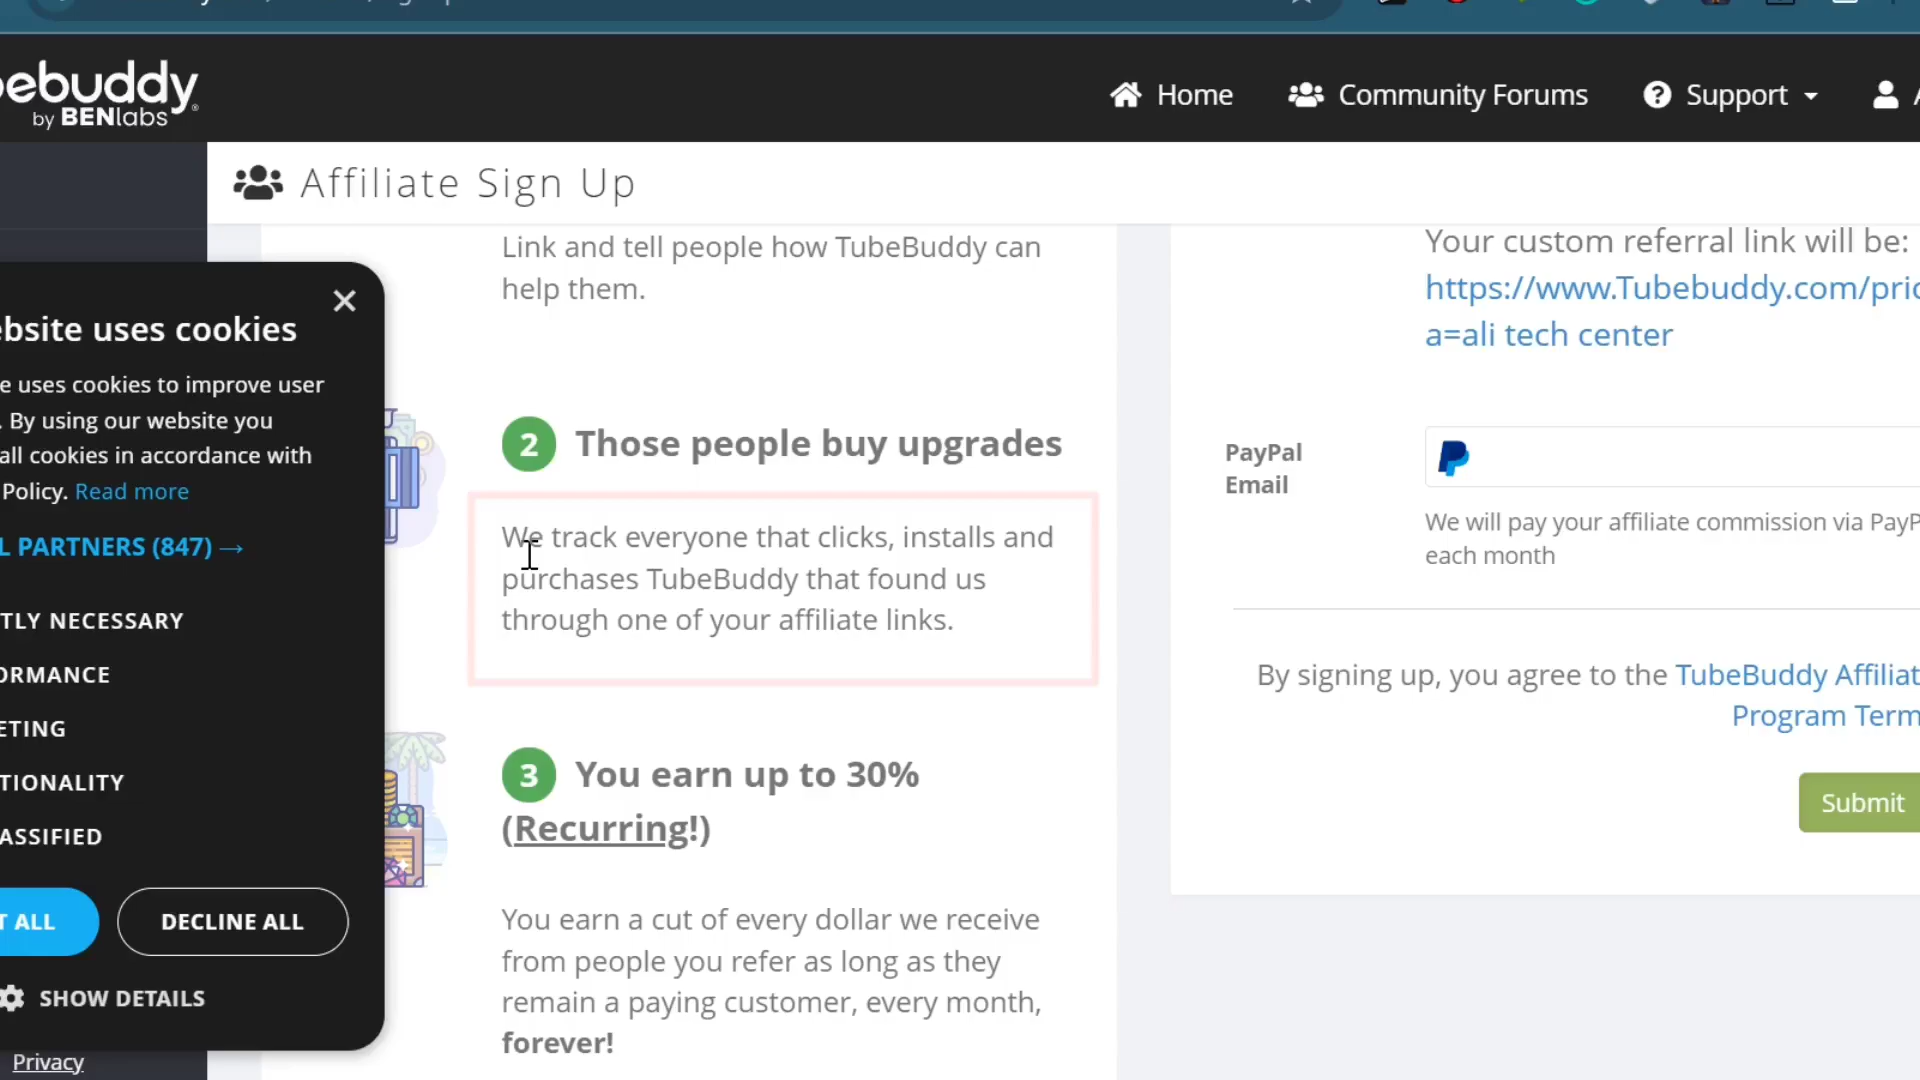 ebuddy
by BENlabs
Home
Community Forums
Support
Affiliate Sign Up
Link and tell people how TubeBuddy can
help them.
2 Those people buy upgrades
We track everyone that clicks, installs and
purchases TubeBuddy that found us
through one of your affiliate links.
3 You earn up to 30%
(Recurring!)
You earn a cut of every dollar we receive
from people you refer as long as they
remain a paying customer, every month,
forever!
Your custom referral link will be:
https://www.Tubebuddy.com/pric
a=ali tech center
PayPal
Email
We will pay your affiliate commission via PayP
each month
By signing up, you agree to the TubeBuddy Affiliat
Program Term
Submit
×
bsite uses cookies
e uses cookies to improve user
. By using our website you
all cookies in accordance with
Policy. Read more
L PARTNERS (847) →
TLY NECESSARY
ORMANCE
ETING
TIONALITY
ASSIFIED
T ALL
DECLINE ALL
SHOW DETAILS
Privacy